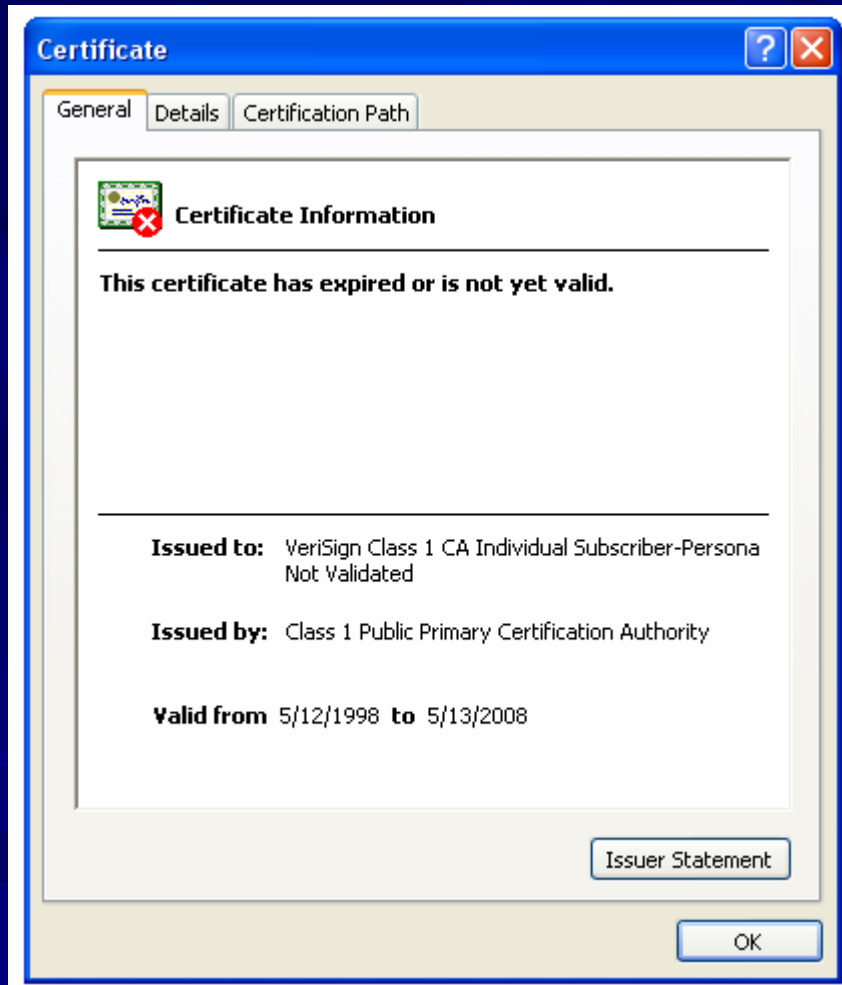 Certificate
General Details Certification Path
Certificate Information
This certificate has expired or is not yet valid.
Issued to: VeriSign Class 1 CA Individual Subscriber-Persona
Not Validated
Issued by: Class 1 Public Primary Certification Authority
Valid from 5/12/1998 to 5/13/2008
Issuer Statement
OK